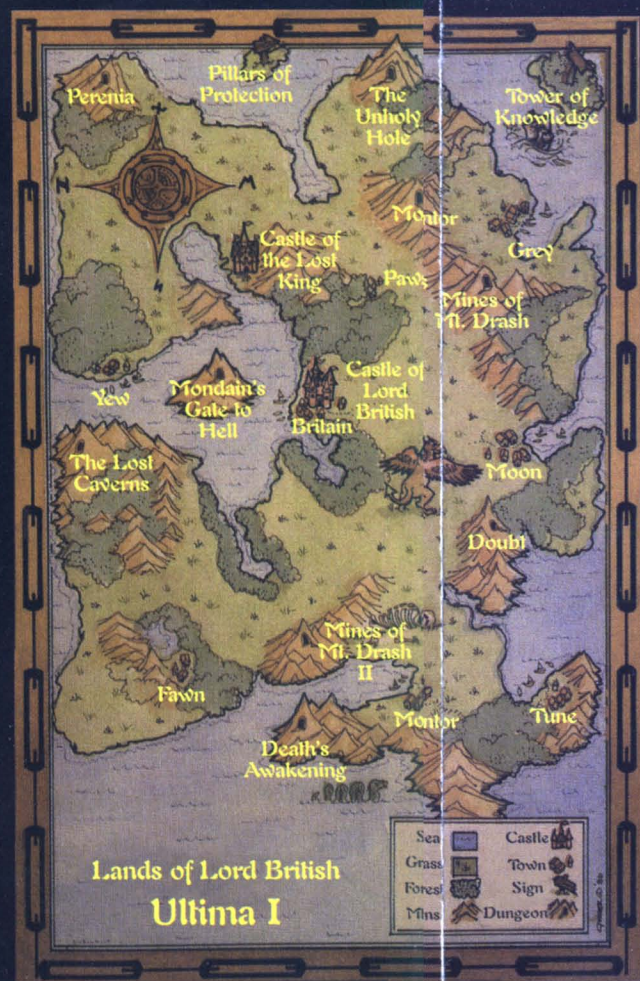 Pillars of
Protection
Perenia
The
Unholy
Hole
Tower of
Knowledge
Montor
Grey
Castle of
the Lost
King
Paws
Mines of
Mt. Drash
Yew
Mondain's
Gate to
Hell
Castle of
Lord
British
Britain
The Lost
Caverns
Moon
Doubt
Mines of
Mt. Drash
II
Fawn
Montor
Tune
Death's
Awakening
Lands of Lord British
Ultima I
Sea
Grass
Forest
Mtns
Castle
Town
Sign
Dungeon